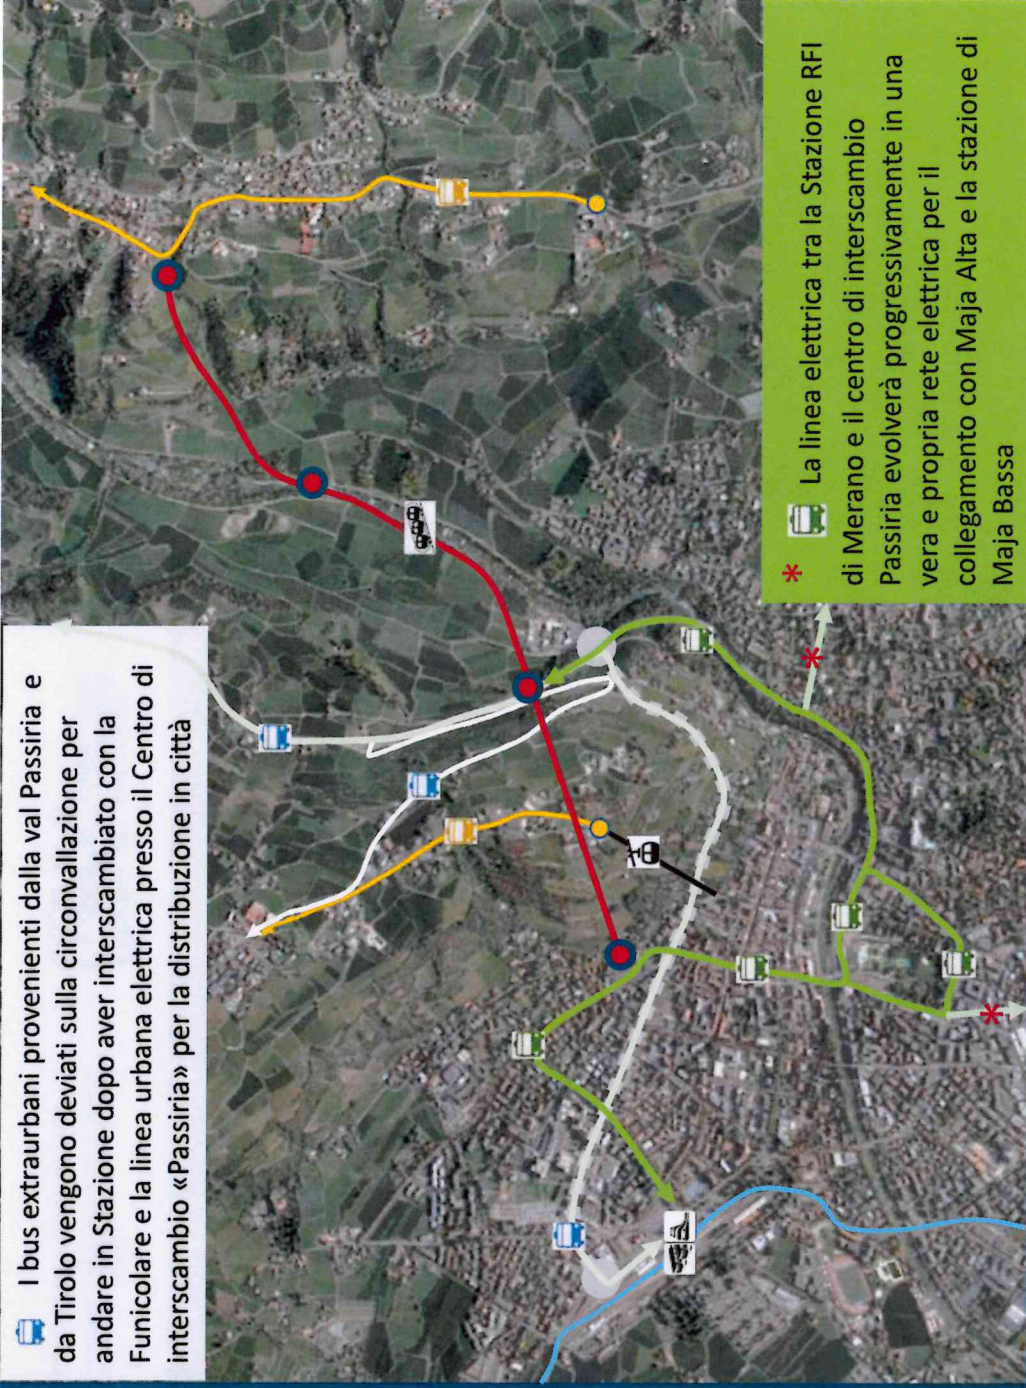 I bus extraurbani provenienti dalla val Passiria e
da Tirolo vengono deviati sulla circonvallazione per
andare in Stazione dopo aver interscambiato con la
Funicolare e la linea urbana elettrica presso il Centro di
interscambio «Passiria» per la distribuzione in città
* La linea elettrica tra la Stazione RFI
di Merano e il centro di interscambio
Passiria evolverà progressivamente in una
vera e propria rete elettrica per il
collegamento con Maja Alta e la stazione di
Maja Bassa
*
*